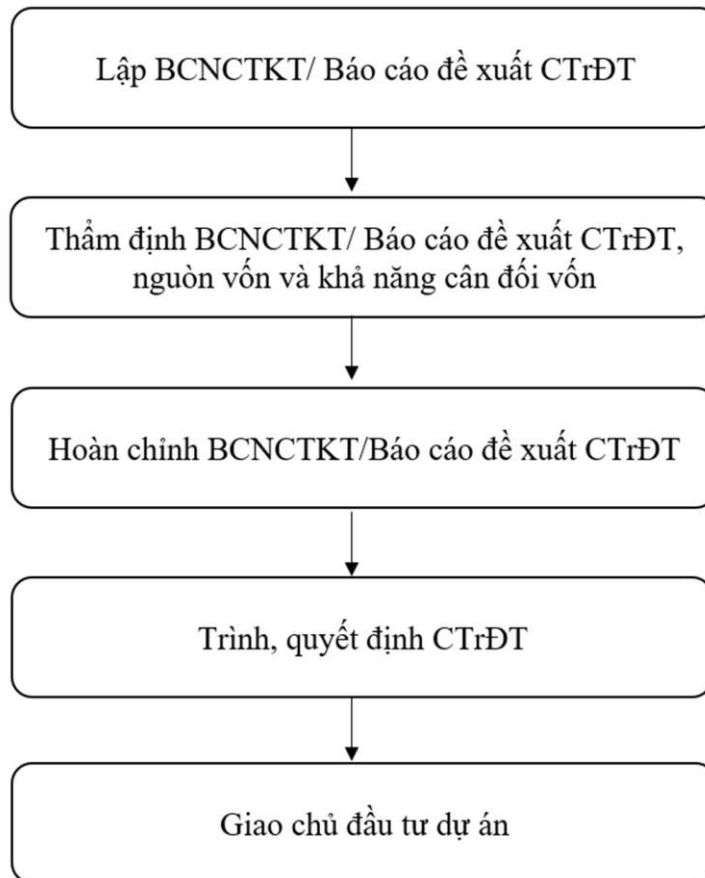 Lập BCNCTKT/ Báo cáo đề xuất CTrĐT
Thẩm định BCNCTKT/ Báo cáo đề xuất CTrĐT,
nguòn vốn và khả năng cân đối vốn
Hoàn chỉnh BCNCTKT/Báo cáo đề xuất CTrĐT
Trình, quyết định CTrĐT
Giao chủ đầu tư dự án